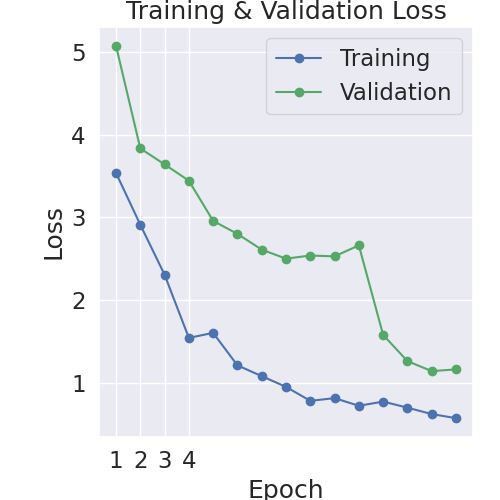 Training & Validation Loss
Training
Validation
5
4
3
2
1
Loss
1 2 3 4
Epoch